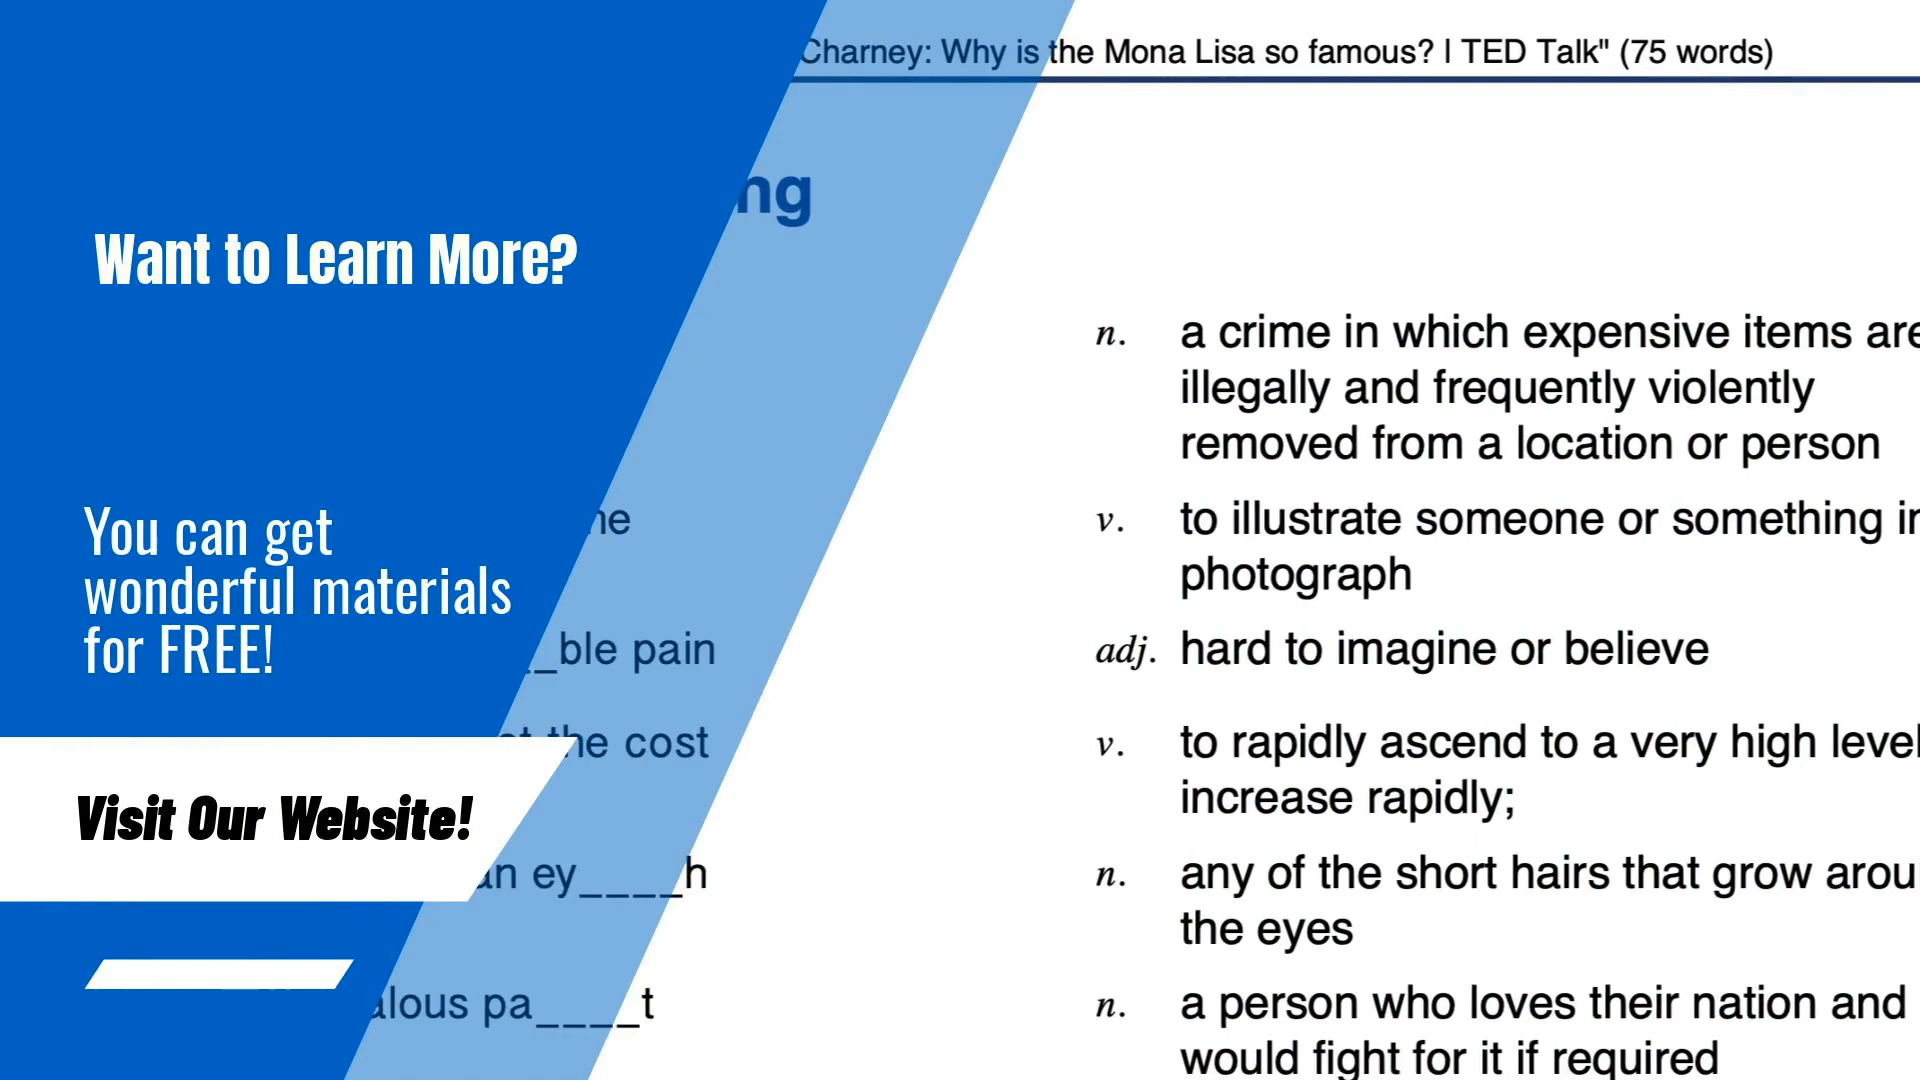 Charney: Why is the Mona Lisa so famous? | TED Talk" (75 words)
ng
Want to Learn More?
n. a crime in which expensive items are
illegally and frequently violently
removed from a location or person
You can get
wonderful materials
for FREE!
v. to illustrate someone or something in
photograph
_ble pain
adj. hard to imagine or believe
the cost
v. to rapidly ascend to a very high level
increase rapidly;
Visit Our Website!
an ey____h
n. any of the short hairs that grow arou
the eyes
alous pa____t
n. a person who loves their nation and
would fight for it if required